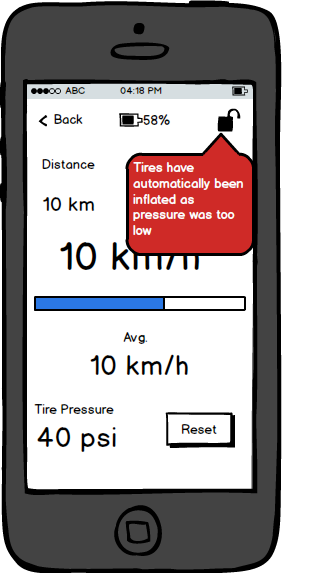 ABC 04:18 PM
Back 58%
Distance
10 km
Tires have
automatically been
inflated as
pressure was too
low
10 km/h
Avg.
10 km/h
Tire Pressure
40 psi
Reset